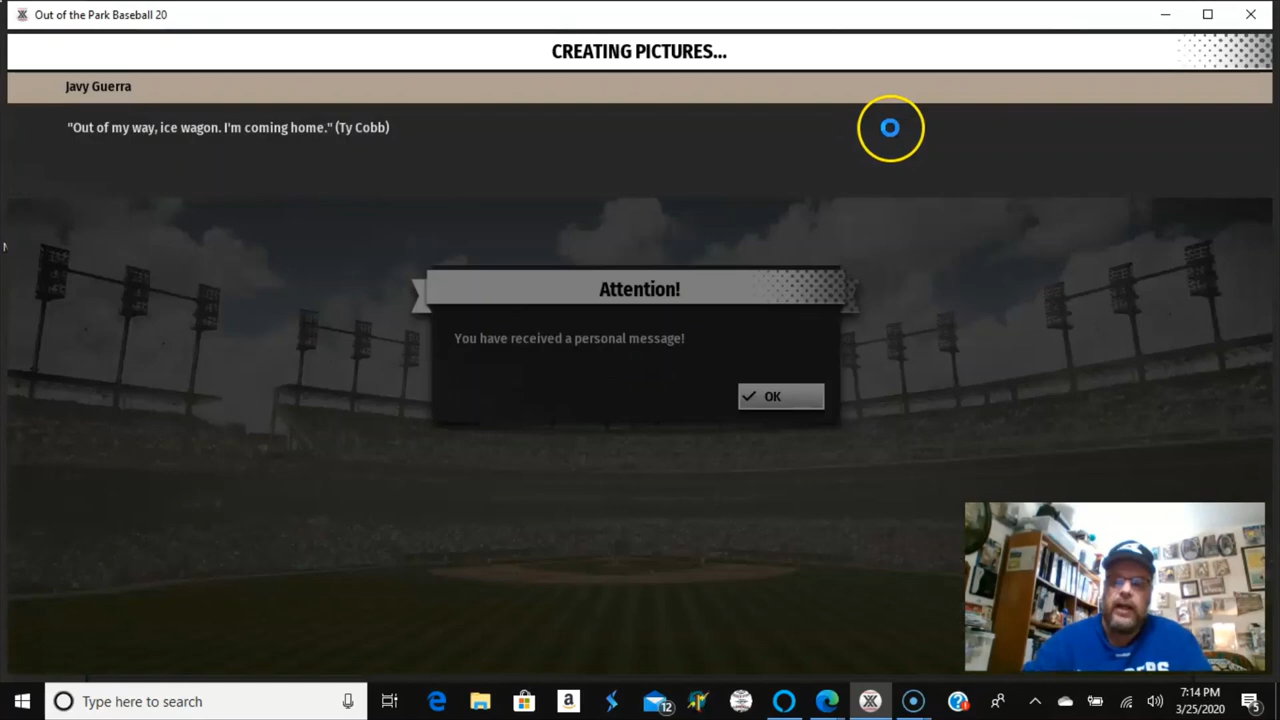 Out of the Park Baseball 20
CREATING PICTURES...
Javy Guerra
"Out of my way, ice wagon. I'm coming home." (Ty Cobb)
Attention!
You have received a personal message!
OK
Type here to search
12
7:14 PM
3/25/2020
5